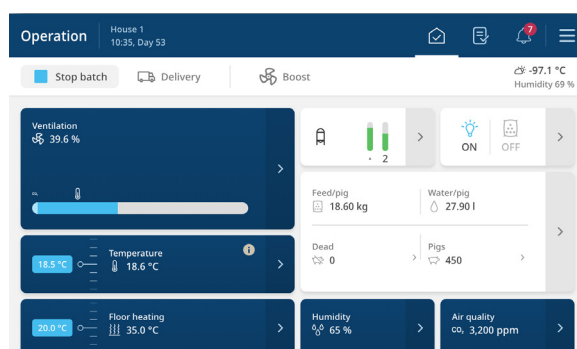 Operation
House 1
10:35, Day 53
7
Stop batch
Delivery
Boost
-97.1 °C
Humidity 69 %
Ventilation
39.6 %
CO₂
2
ON
OFF
Feed/pig
18.60 kg
Water/pig
27.90 l
Dead
0
Pigs
450
18.5 °C
Temperature
18.6 °C
i
20.0 °C
Floor heating
35.0 °C
Humidity
65 %
Air quality
CO₂ 3,200 ppm